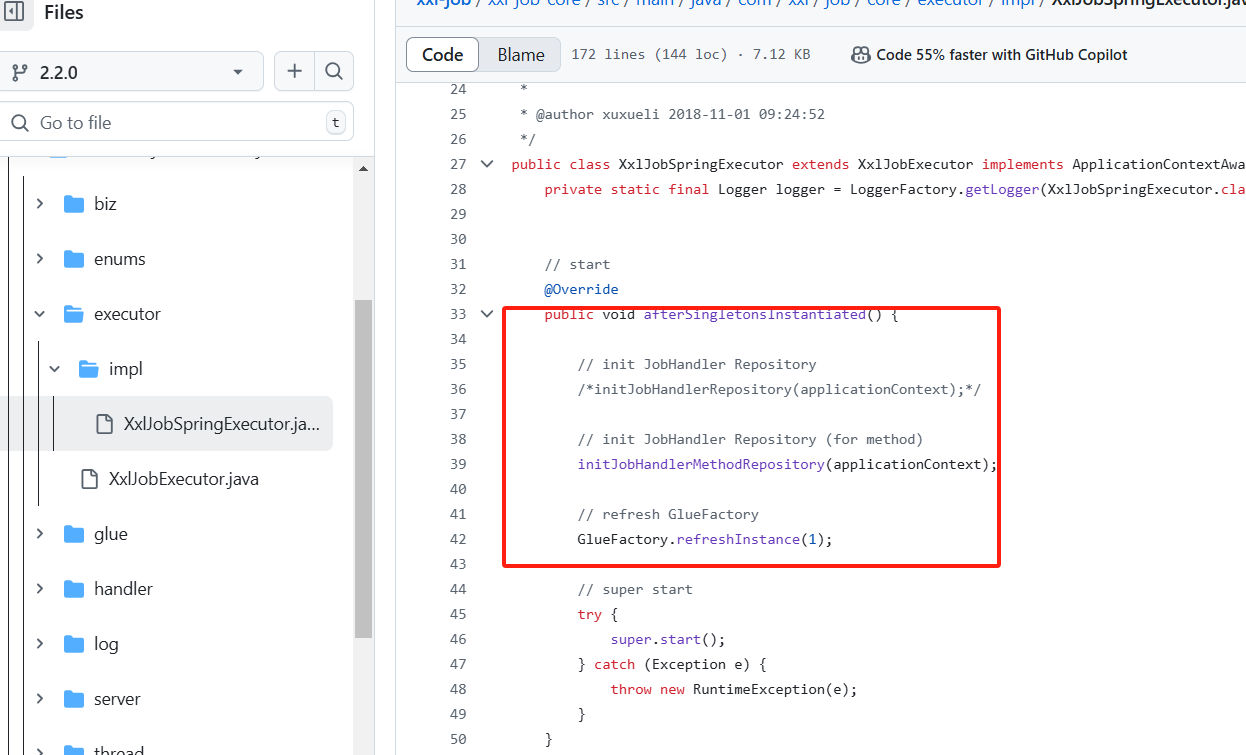 Files
2.2.0
Go to file
t
biz
enums
executor
impl
XxlJobSpringExecutor.ja...
XxlJobExecutor.java
glue
handler
log
server
thread
xxl-job / xxl-job-core / src / main / java / com / xxl / job / core / executor / impl / XxlJobSpringExecutor.jav
Code
Blame
172 lines (144 loc) · 7.12 KB
Code 55% faster with GitHub Copilot
24 *
25 * @author xuxueli 2018-11-01 09:24:52
26 */
27 public class XxlJobSpringExecutor extends XxlJobExecutor implements ApplicationContextAwa
28 private static final Logger logger = LoggerFactory.getLogger(XxlJobSpringExecutor.cla
29
30
31 // start
32 @Override
33 public void afterSingletonsInstantiated() {
34
35 // init JobHandler Repository
36 /*initJobHandlerRepository(applicationContext);*/
37
38 // init JobHandler Repository (for method)
39 initJobHandlerMethodRepository(applicationContext);
40
41 // refresh GlueFactory
42 GlueFactory.refreshInstance(1);
43
44 // super start
45 try {
46 super.start();
47 } catch (Exception e) {
48 throw new RuntimeException(e);
49 }
50 }